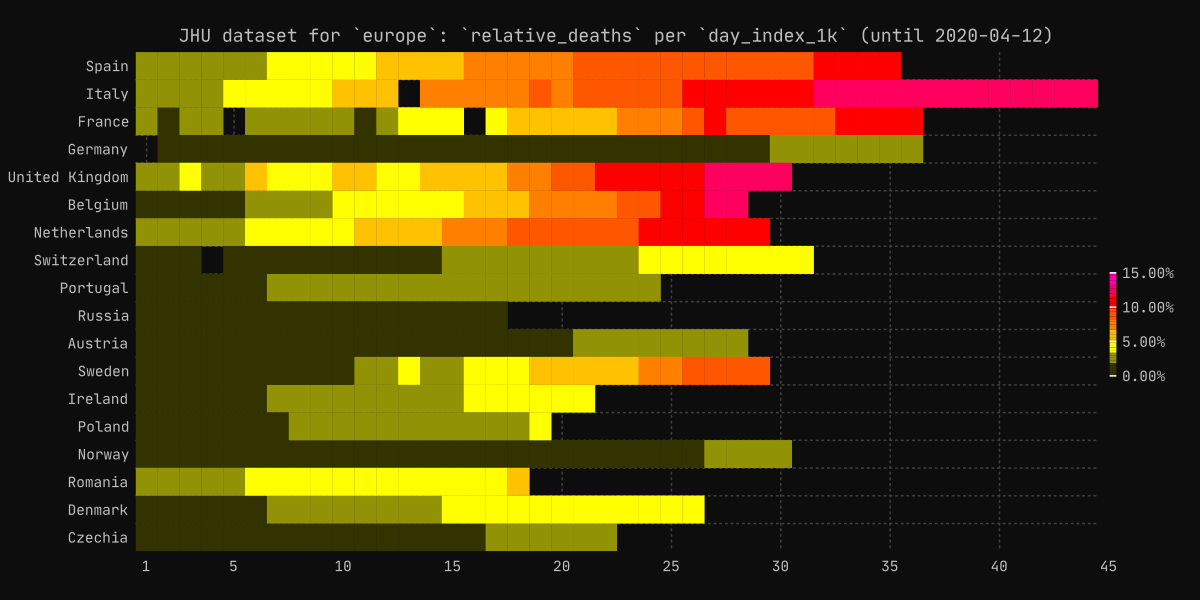 JHU dataset for `europe`: `relative_deaths` per `day_index_1k` (until 2020-04-12)
Spain
Italy
France
Germany
United Kingdom
Belgium
Netherlands
Switzerland
Portugal
Russia
Austria
Sweden
Ireland
Poland
Norway
Romania
Denmark
Czechia
15.00%
10.00%
5.00%
0.00%
1 5 10 15 20 25 30 35 40 45